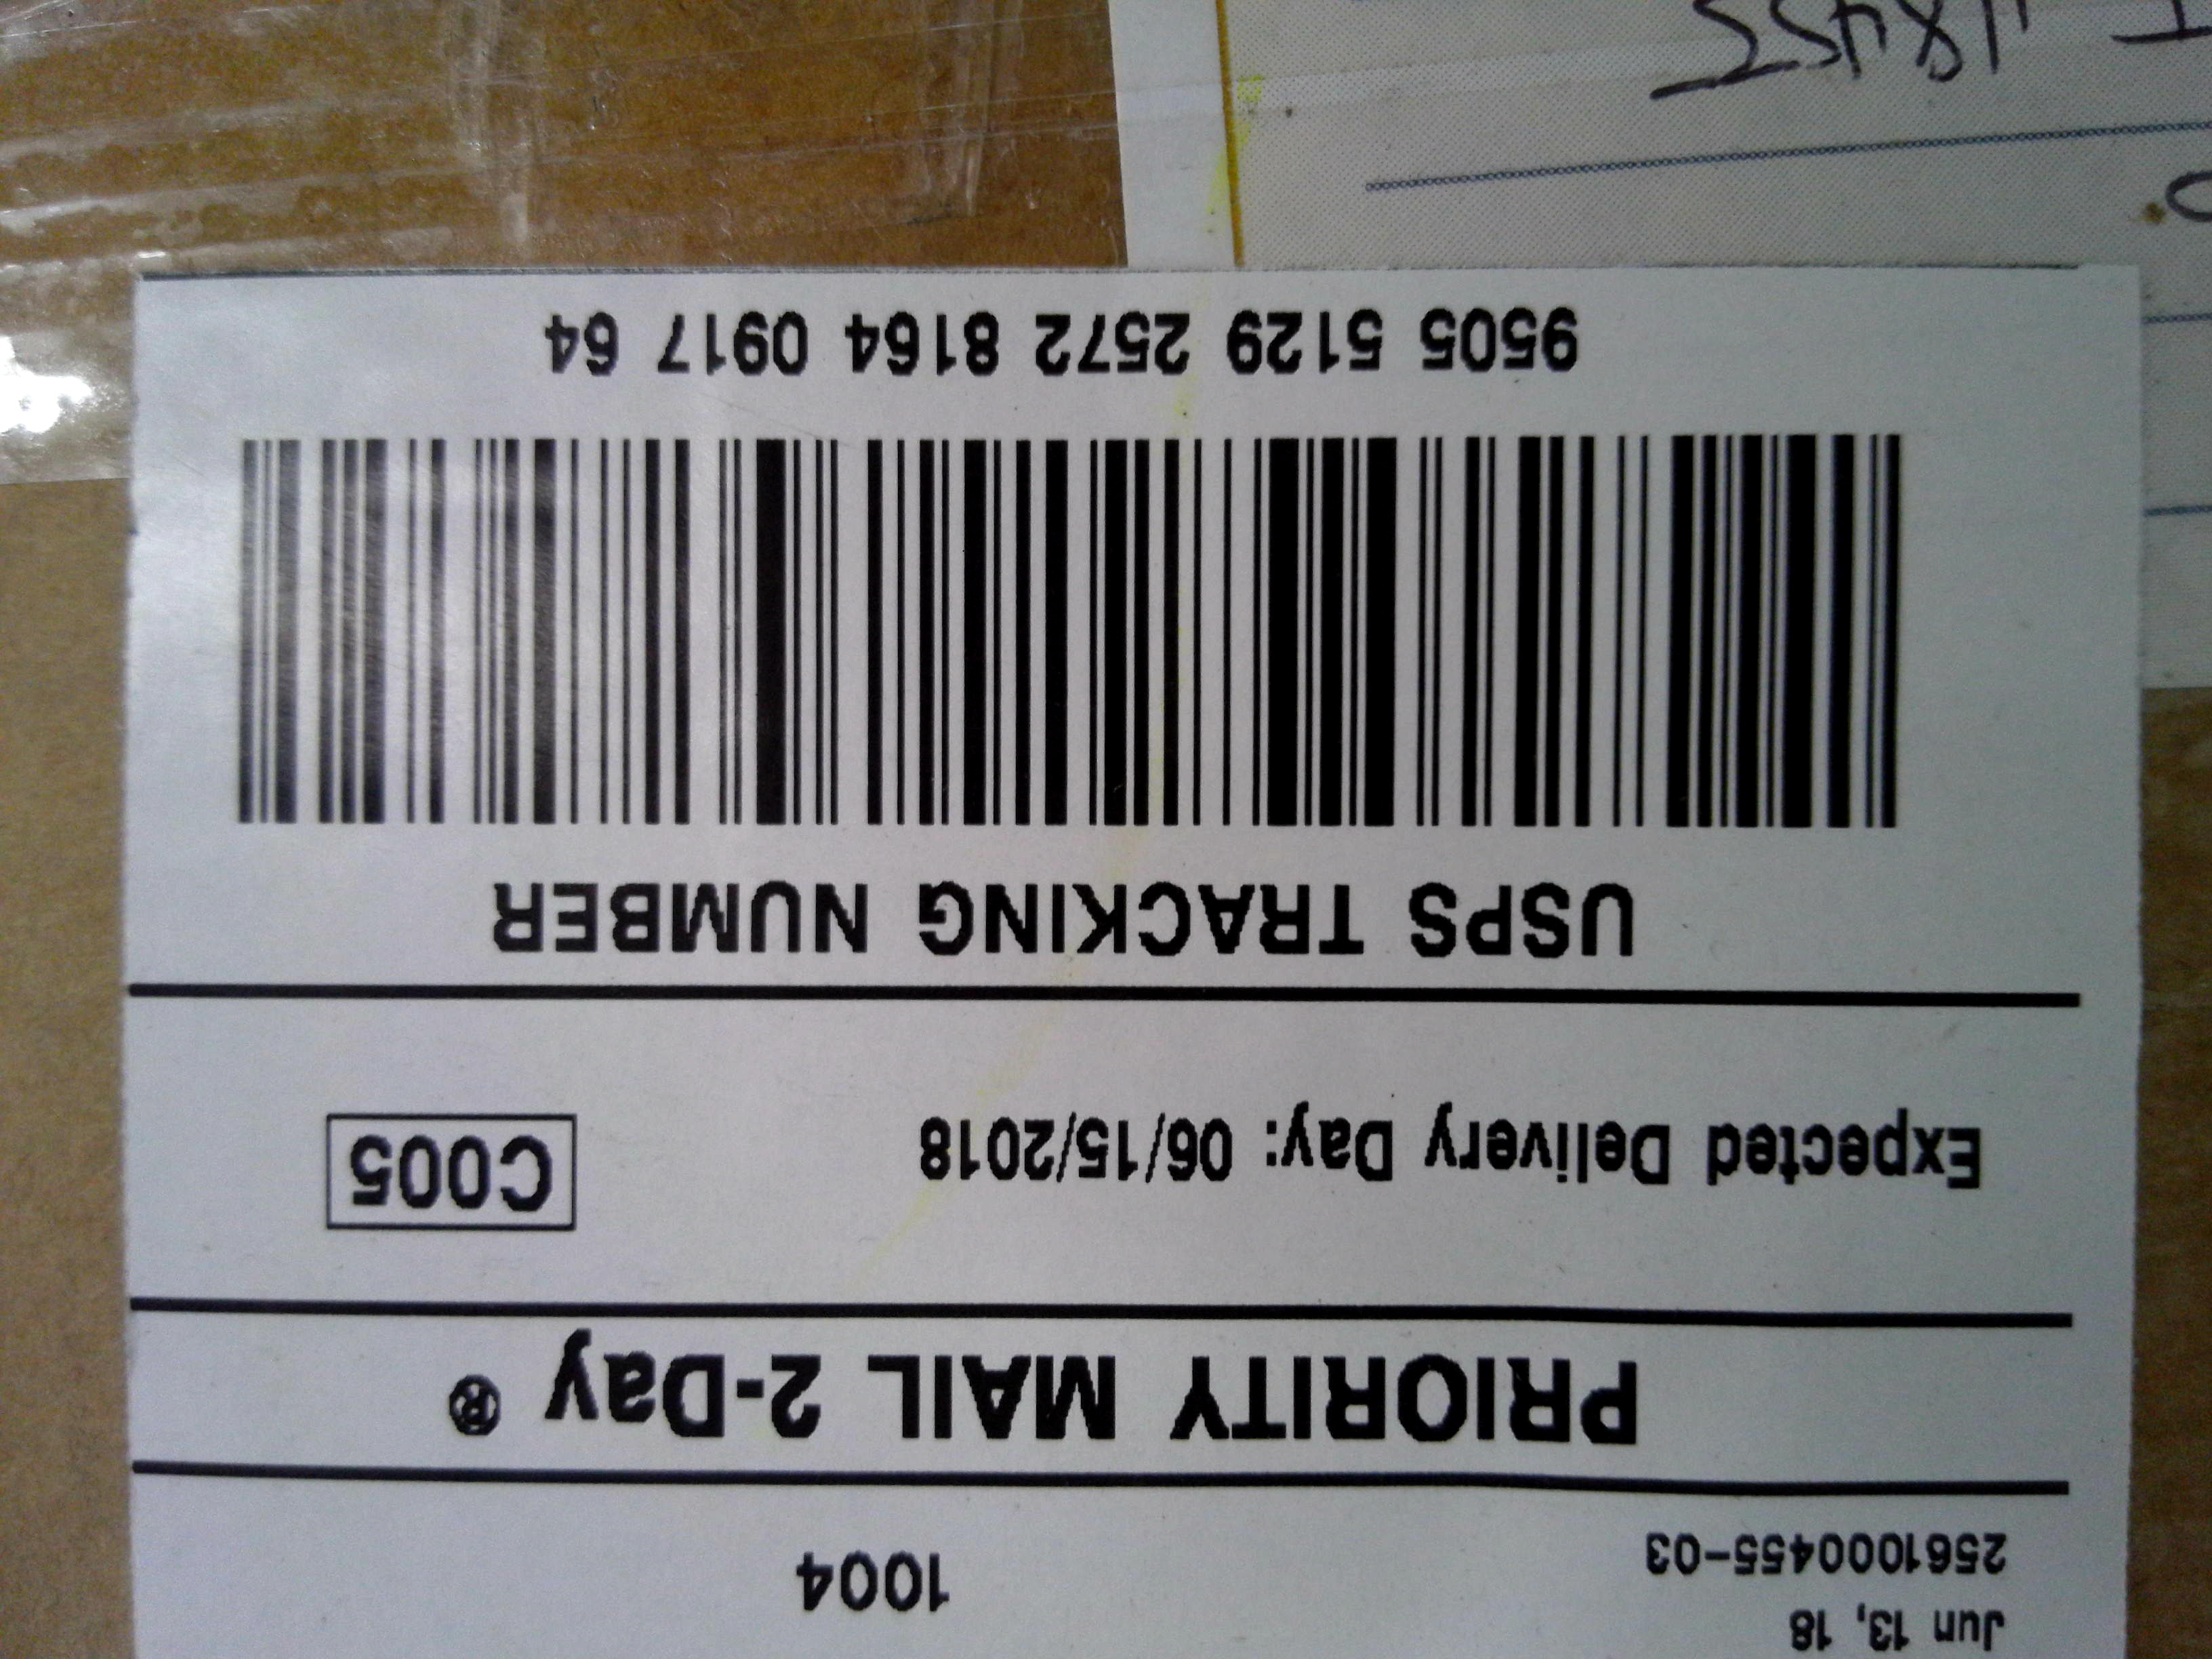 Jun 13, 18
2561000455-03
1004
PRIORITY MAIL 2-Day ®
Expected Delivery Day: 06/15/2018
C005
USPS TRACKING NUMBER
9505 5129 2572 8164 0917 64